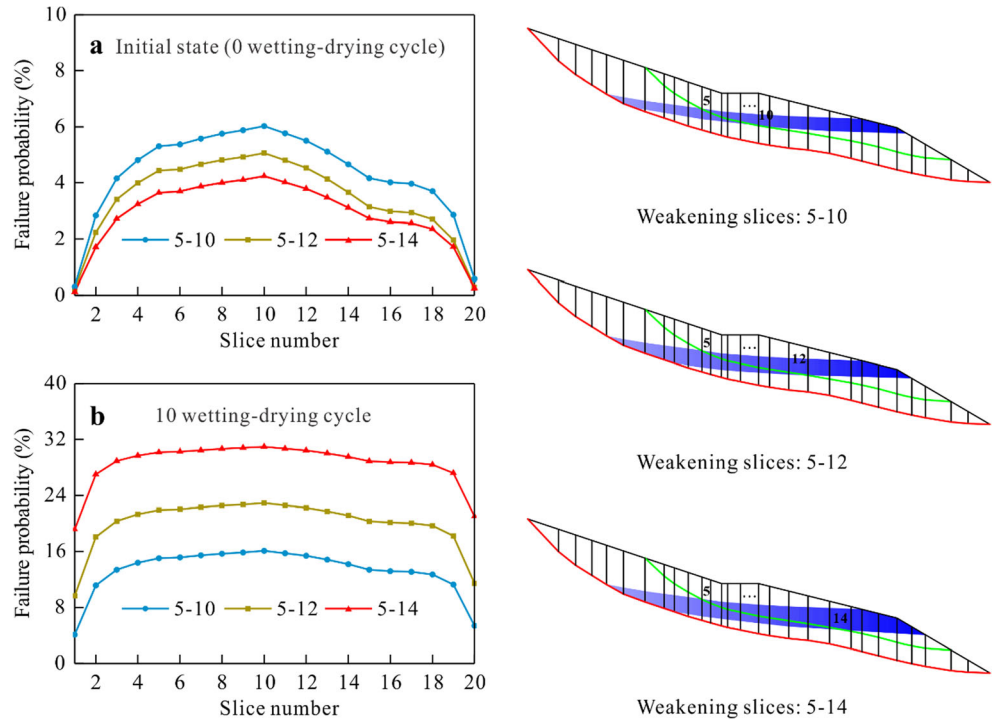 a Initial state (0 wetting-drying cycle)
Failure probability (%)
10
8
6
4
2
0
5-10 5-12 5-14
2 4 6 8 10 12 14 16 18 20
Slice number
b 10 wetting-drying cycle
Failure probability (%)
40
32
24
16
8
0
5-10 5-12 5-14
2 4 6 8 10 12 14 16 18 20
Slice number
5 ... 10
Weakening slices: 5-10
5 ... 12
Weakening slices: 5-12
5 ... 14
Weakening slices: 5-14